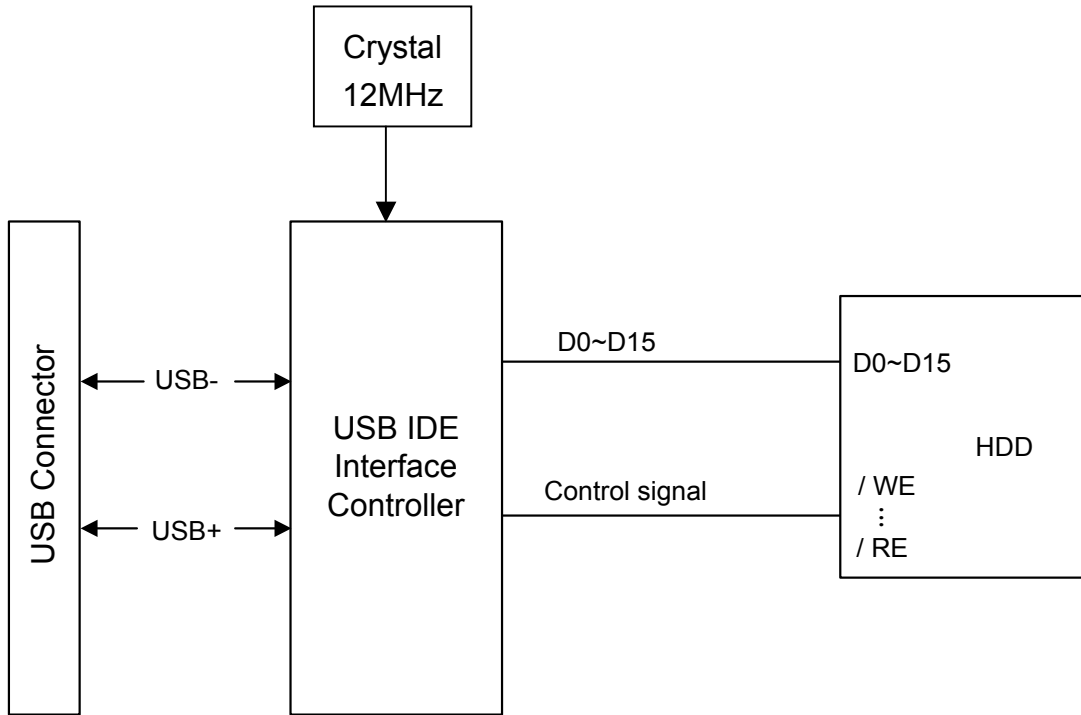 Crystal
12MHz
USB Connector
USB-
USB+
USB IDE
Interface
Controller
D0~D15
Control signal
D0~D15
HDD
/ WE
⋮
/ RE